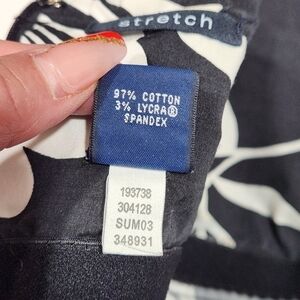 stretch
97% COTTON
3% LYCRA®
SPANDEX
193738
304128
SUM03
348931